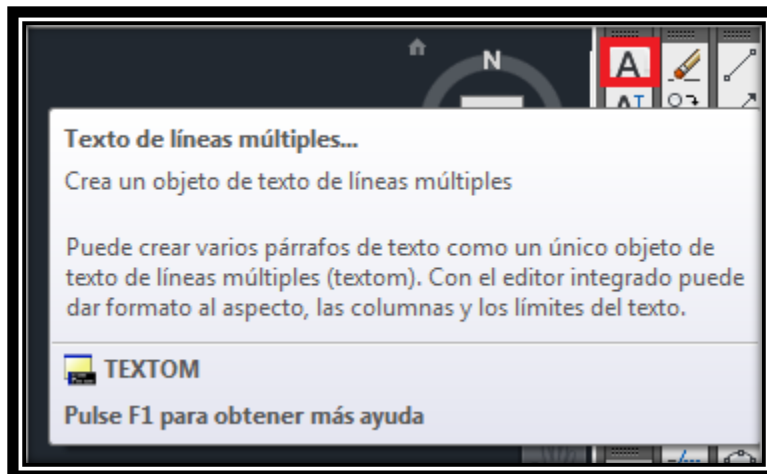 N
A
AI
Texto de líneas múltiples...
Crea un objeto de texto de líneas múltiples
Puede crear varios párrafos de texto como un único objeto de
texto de líneas múltiples (textom). Con el editor integrado puede
dar formato al aspecto, las columnas y los límites del texto.
TEXTOM
Pulse F1 para obtener más ayuda